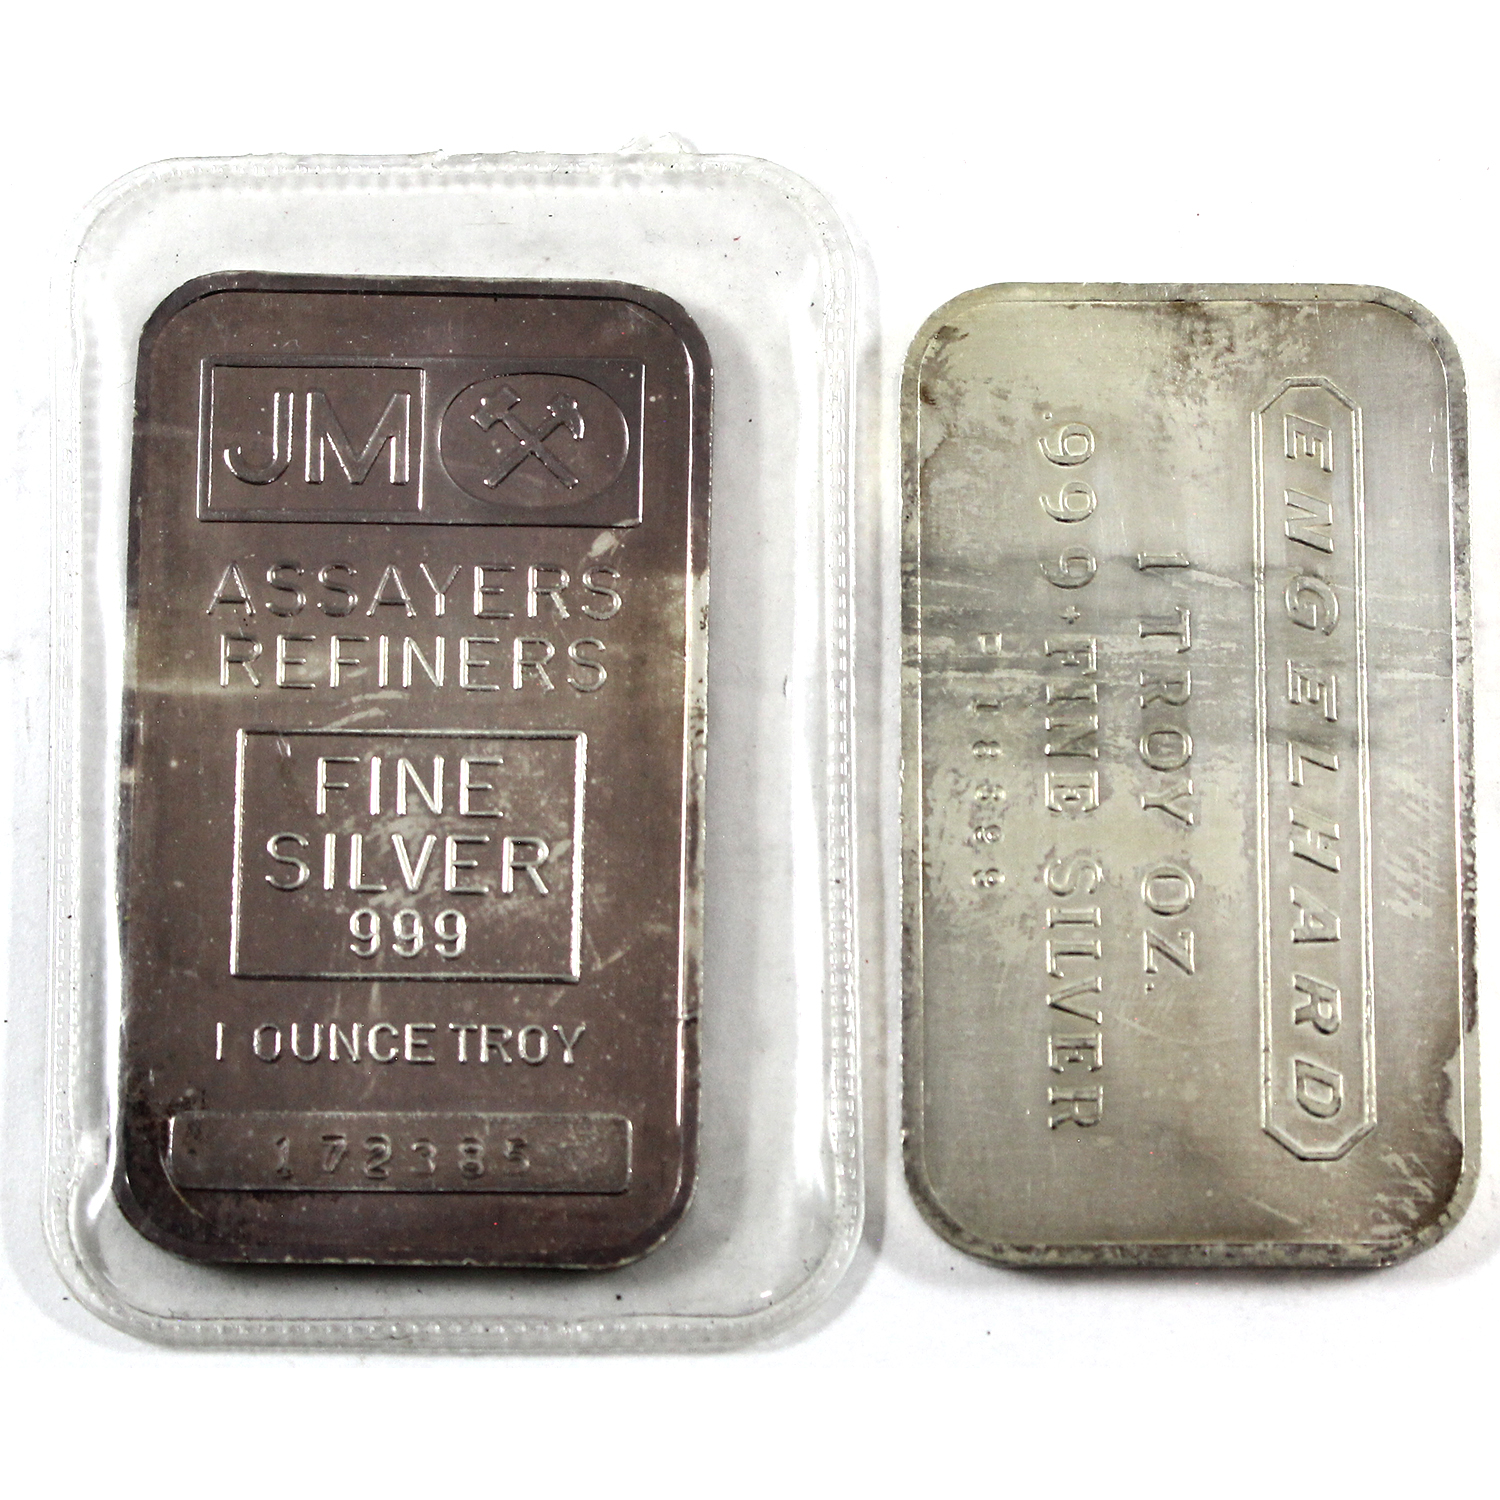 JM
ASSAYERS
REFINERS
FINE
SILVER
999
1 OUNCE TROY
172385
ENGELHARD
1 TROY OZ.
.999+FINE SILVER